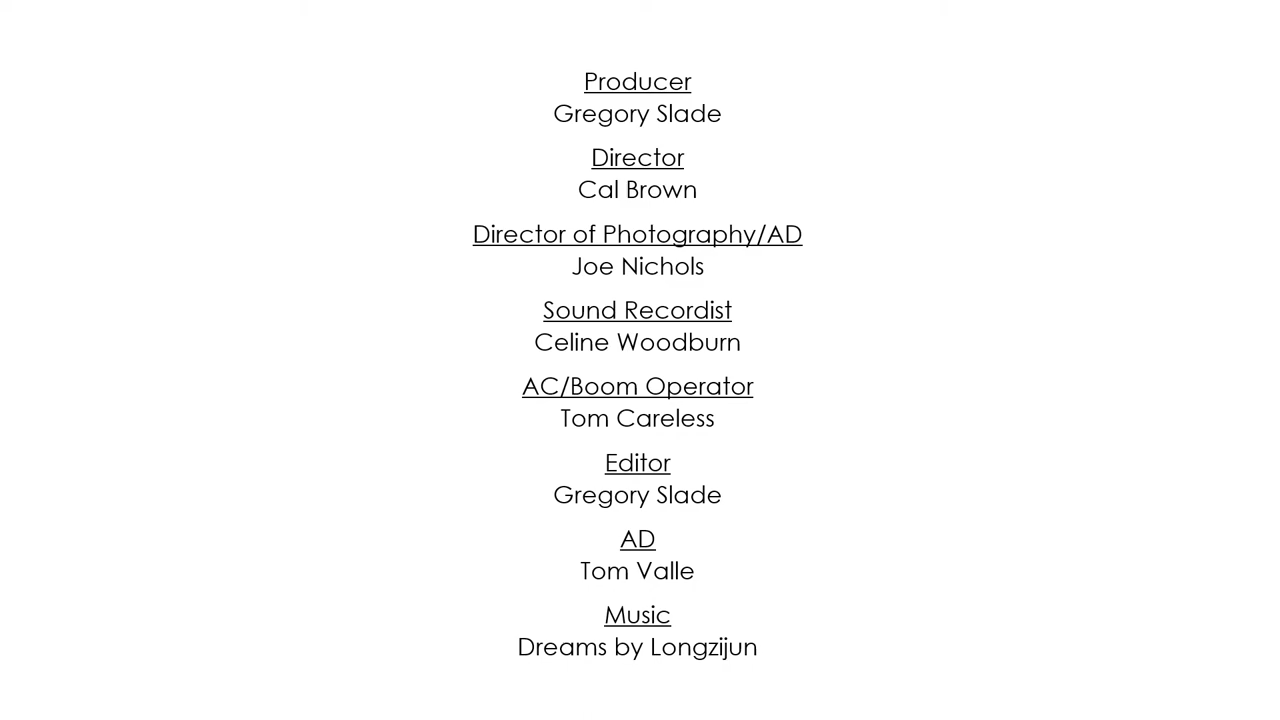 Producer
Gregory Slade
Director
Cal Brown
Director of Photography/AD
Joe Nichols
Sound Recordist
Celine Woodburn
AC/Boom Operator
Tom Careless
Editor
Gregory Slade
AD
Tom Valle
Music
Dreams by Longzijun